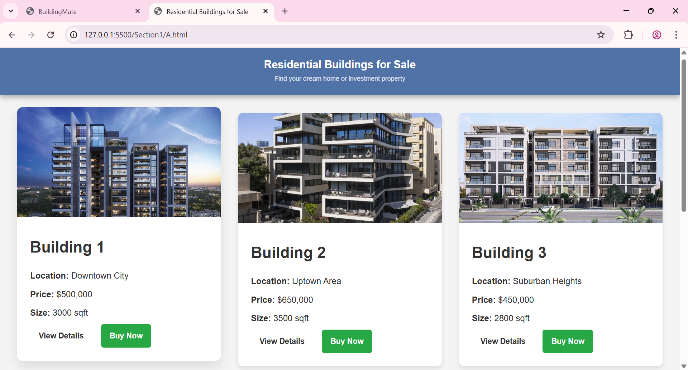 BuildingMate
Residential Buildings for Sale
127.0.0.1:5500/Section1/A.html
Residential Buildings for Sale
Find your dream home or investment property
Building 1
Location: Downtown City
Price: $500,000
Size: 3000 sqft
View Details
Buy Now
Building 2
Location: Uptown Area
Price: $650,000
Size: 3500 sqft
View Details
Buy Now
Building 3
Location: Suburban Heights
Price: $450,000
Size: 2800 sqft
View Details
Buy Now